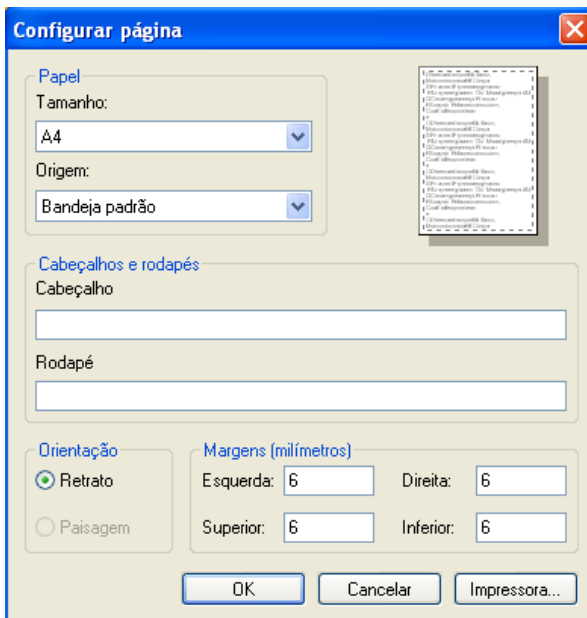 Configurar página
Papel
Tamanho:
A4
Origem:
Bandeja padrão
Cabeçalhos e rodapés
Cabeçalho
Rodapé
Orientação
Retrato
Paisagem
Margens (milímetros)
Esquerda: 6 Direita: 6
Superior: 6 Inferior: 6
OK Cancelar Impressora...